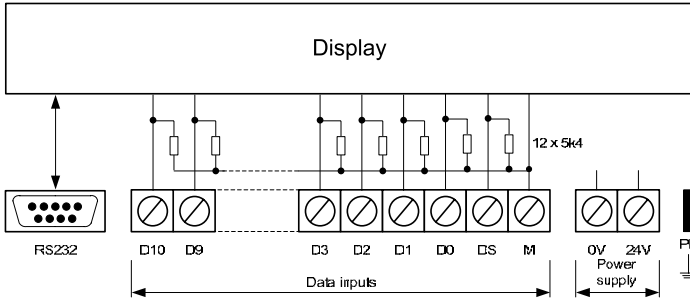 Display
12 x 5k4
RS232
D10 D9 D3 D2 D1 D0 DS M 0V 24V
Data inputs
Power
supply